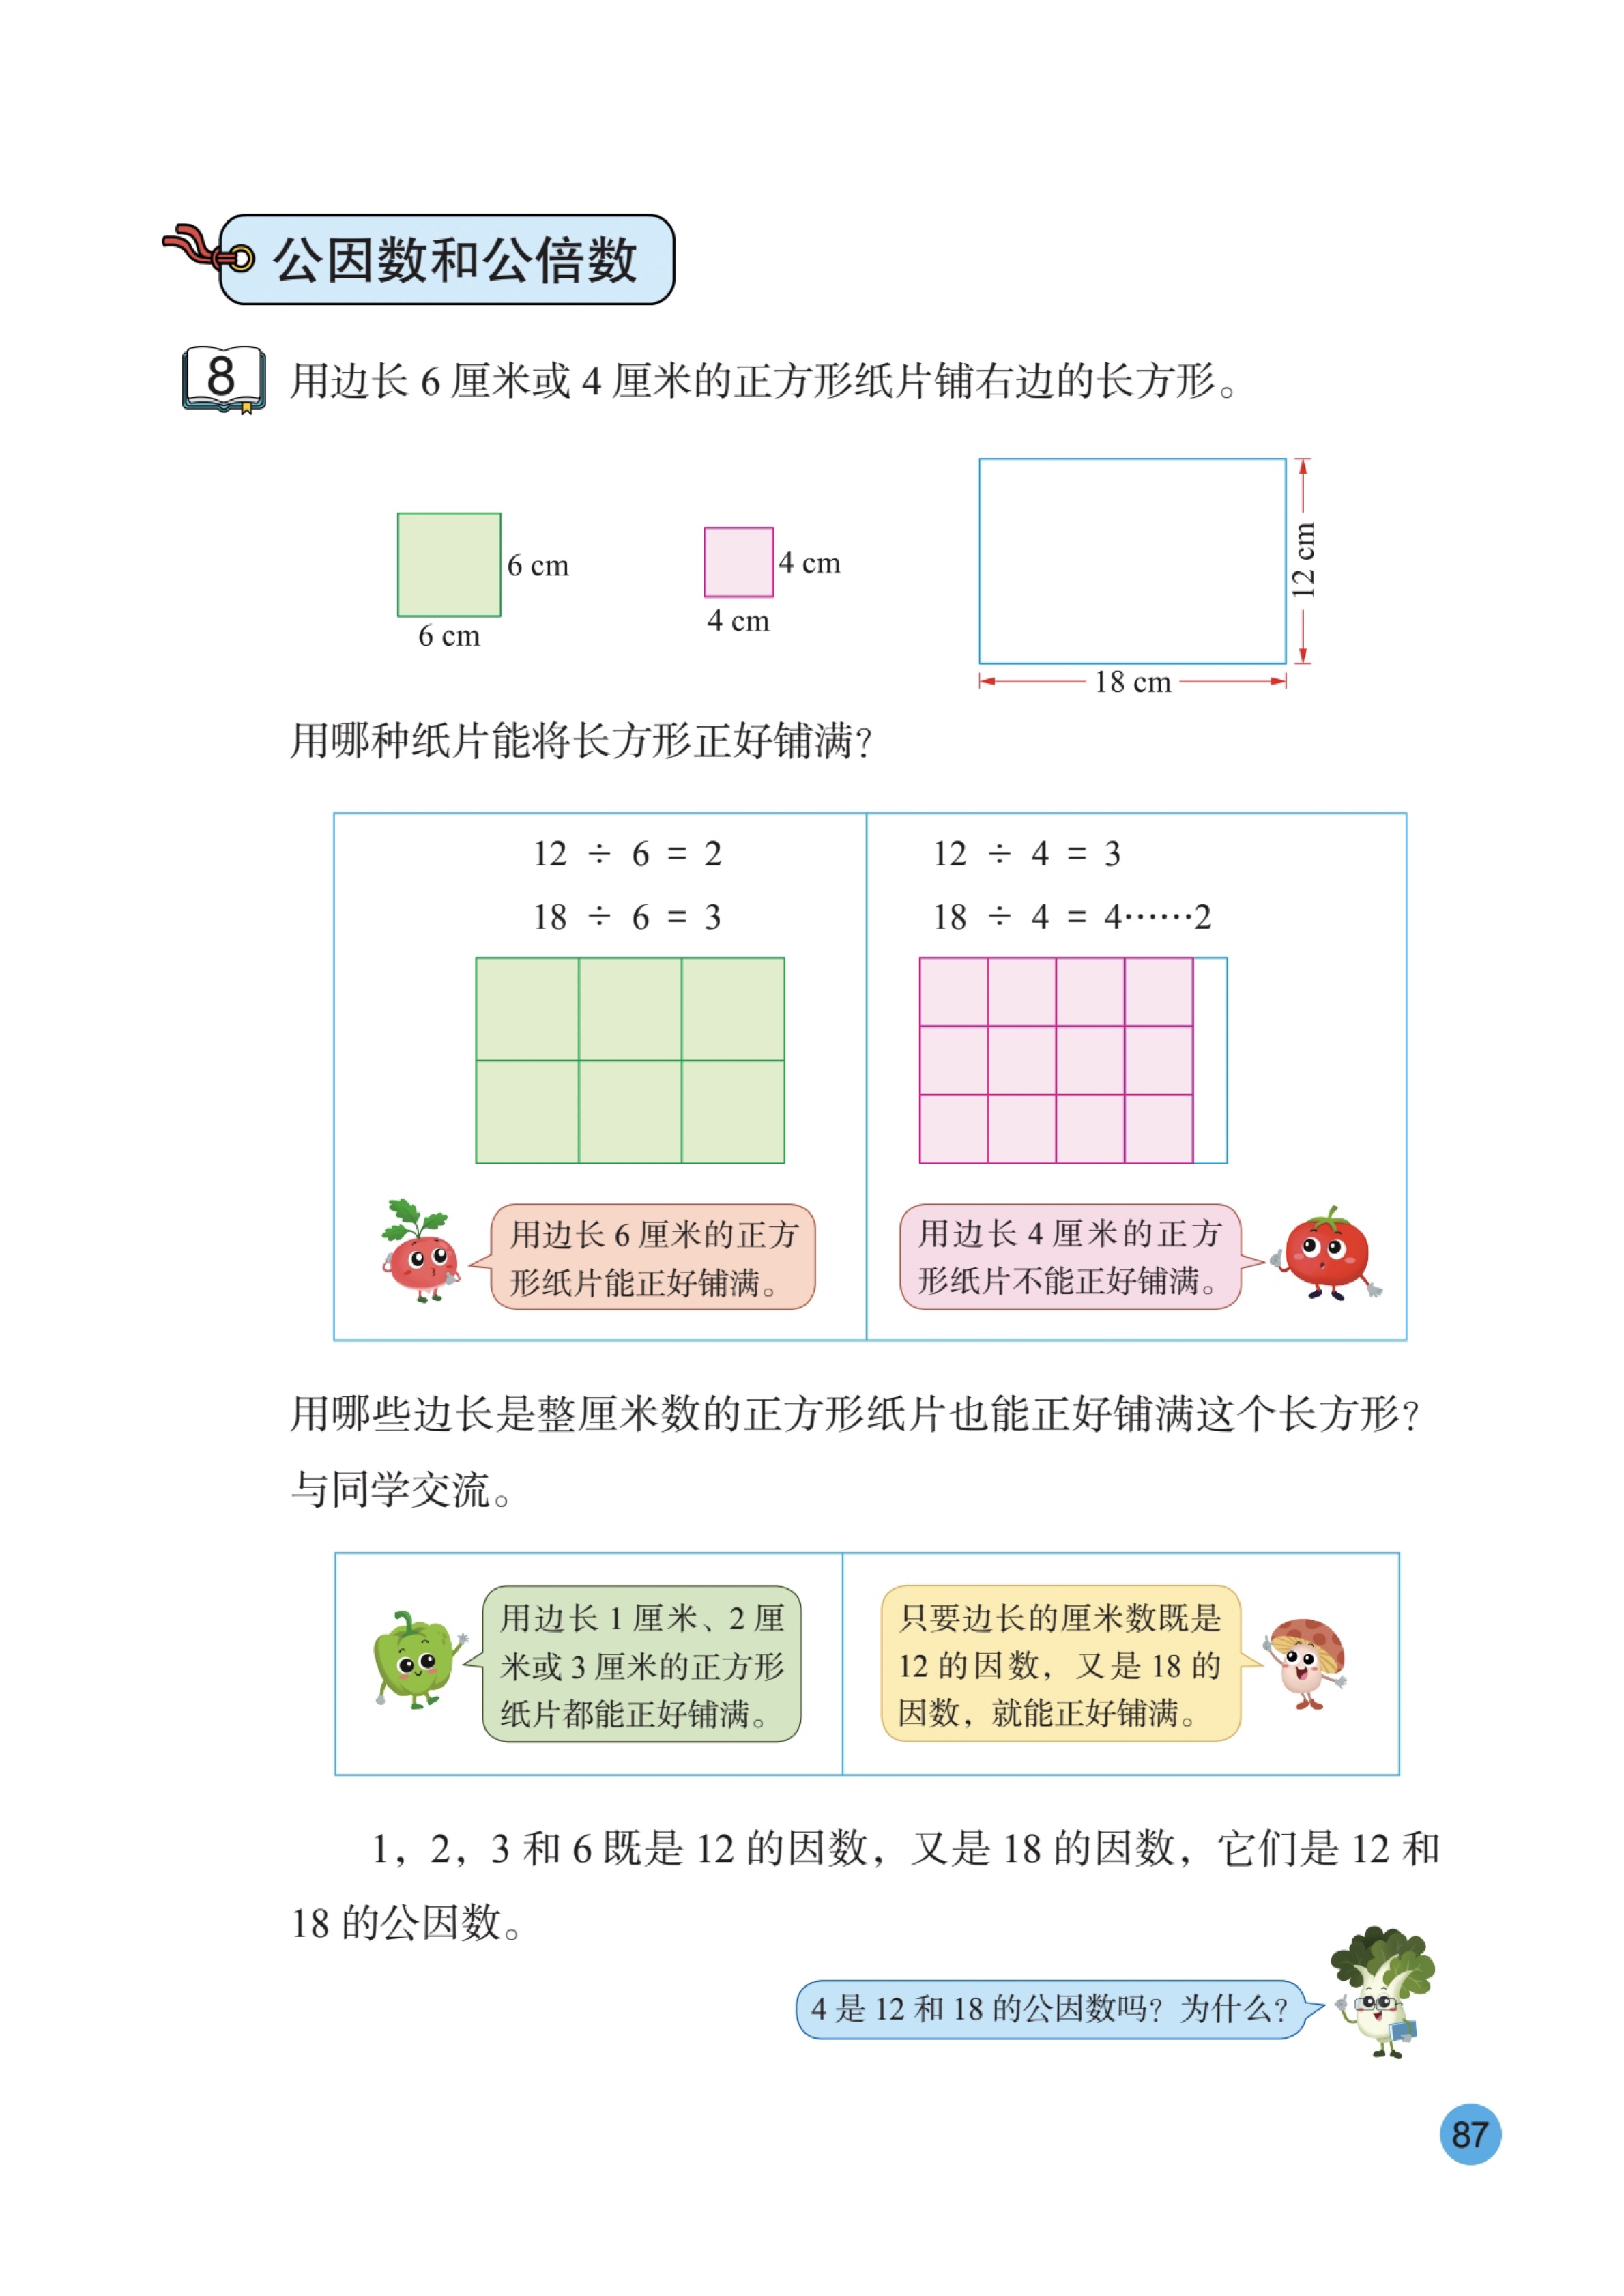 公因数和公倍数
8 用边长 6 厘米或 4 厘米的正方形纸片铺右边的长方形。
6 cm
6 cm
4 cm
4 cm
12 cm
18 cm
用哪种纸片能将长方形正好铺满？
12 ÷ 6 = 2
18 ÷ 6 = 3
12 ÷ 4 = 3
18 ÷ 4 = 4……2
用边长 6 厘米的正方
形纸片能正好铺满。
用边长 4 厘米的正方
形纸片不能正好铺满。
用哪些边长是整厘米数的正方形纸片也能正好铺满这个长方形？
与同学交流。
用边长 1 厘米、2 厘
米或 3 厘米的正方形
纸片都能正好铺满。
只要边长的厘米数既是
12 的因数，又是 18 的
因数，就能正好铺满。
1，2，3 和 6 既是 12 的因数，又是 18 的因数，它们是 12 和
18 的公因数。
4 是 12 和 18 的公因数吗？为什么？
87